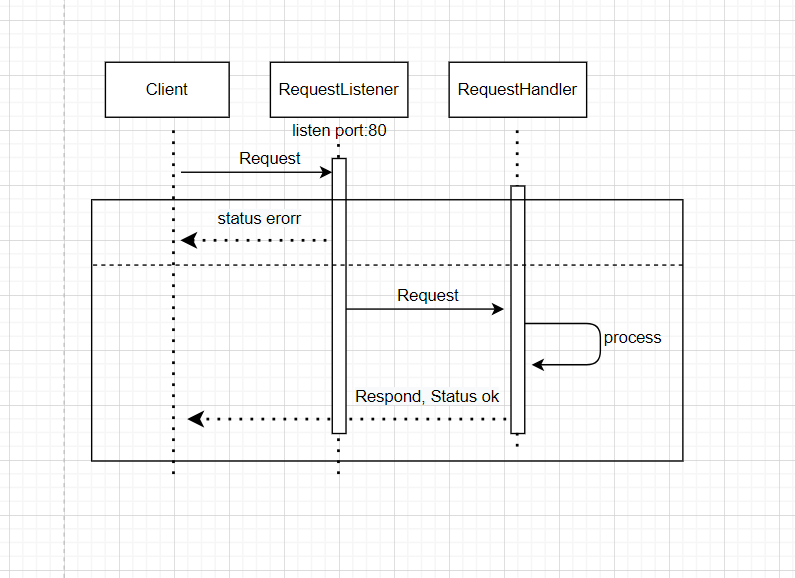 Client
RequestListener
RequestHandler
listen port:80
Request
status erorr
Request
process
Respond, Status ok